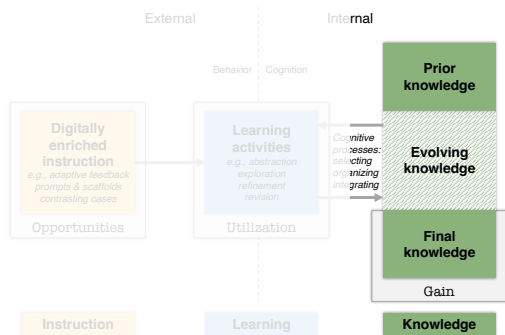 External
Internal
Behavior
Cognition
Prior
knowledge
Digitally
enriched
instruction
e.g., adaptive feedback
prompts & scaffolds
contrasting cases
Opportunities
Learning
activities
e.g., abstraction
exploration
refinement
revision
Utilization
Cognitive
processes:
selecting
organizing
integrating
Evolving
knowledge
Final
knowledge
Gain
Instruction
Learning
Knowledge